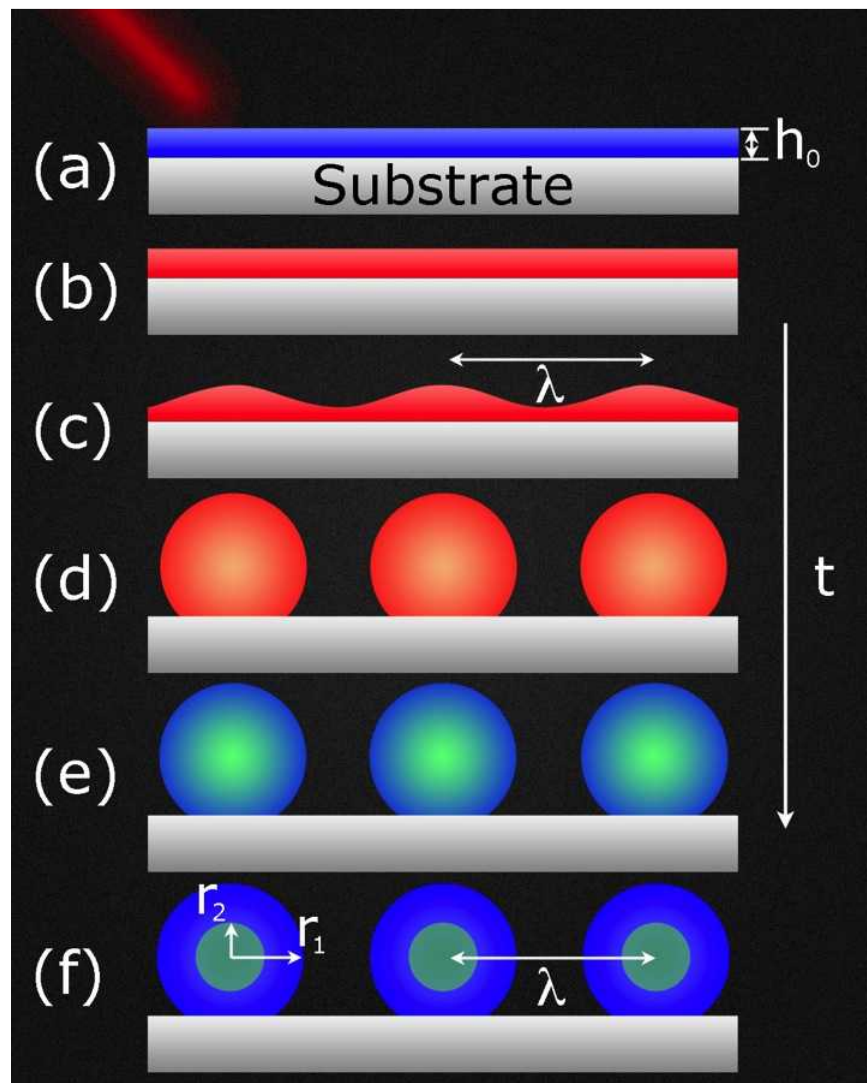 (a)
h₀
Substrate
(b)
λ
(c)
(d)
t
(e)
r₂
r₁
(f)
λ